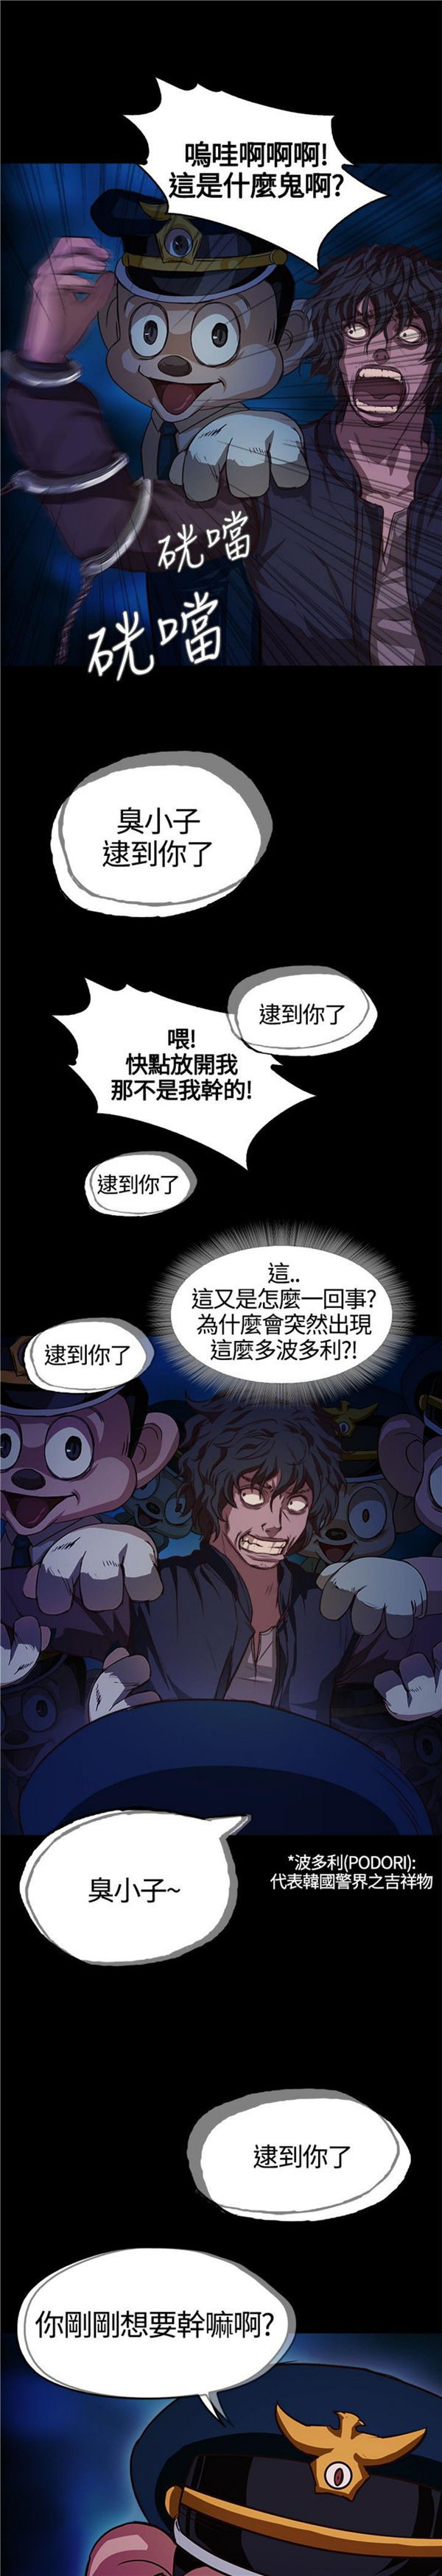 嗚哇啊啊啊!
這是什麼鬼啊?
硄噹
硄噹
臭小子
逮到你了
逮到你了
喂!
快點放開我
那不是我幹的!
逮到你了
這..
這又是怎麼一回事?
為什麼會突然出現
這麼多波多利?!
逮到你了
*波多利(PODORI):
代表韓國警界之吉祥物
臭小子~
逮到你了
你剛剛想要幹嘛啊?